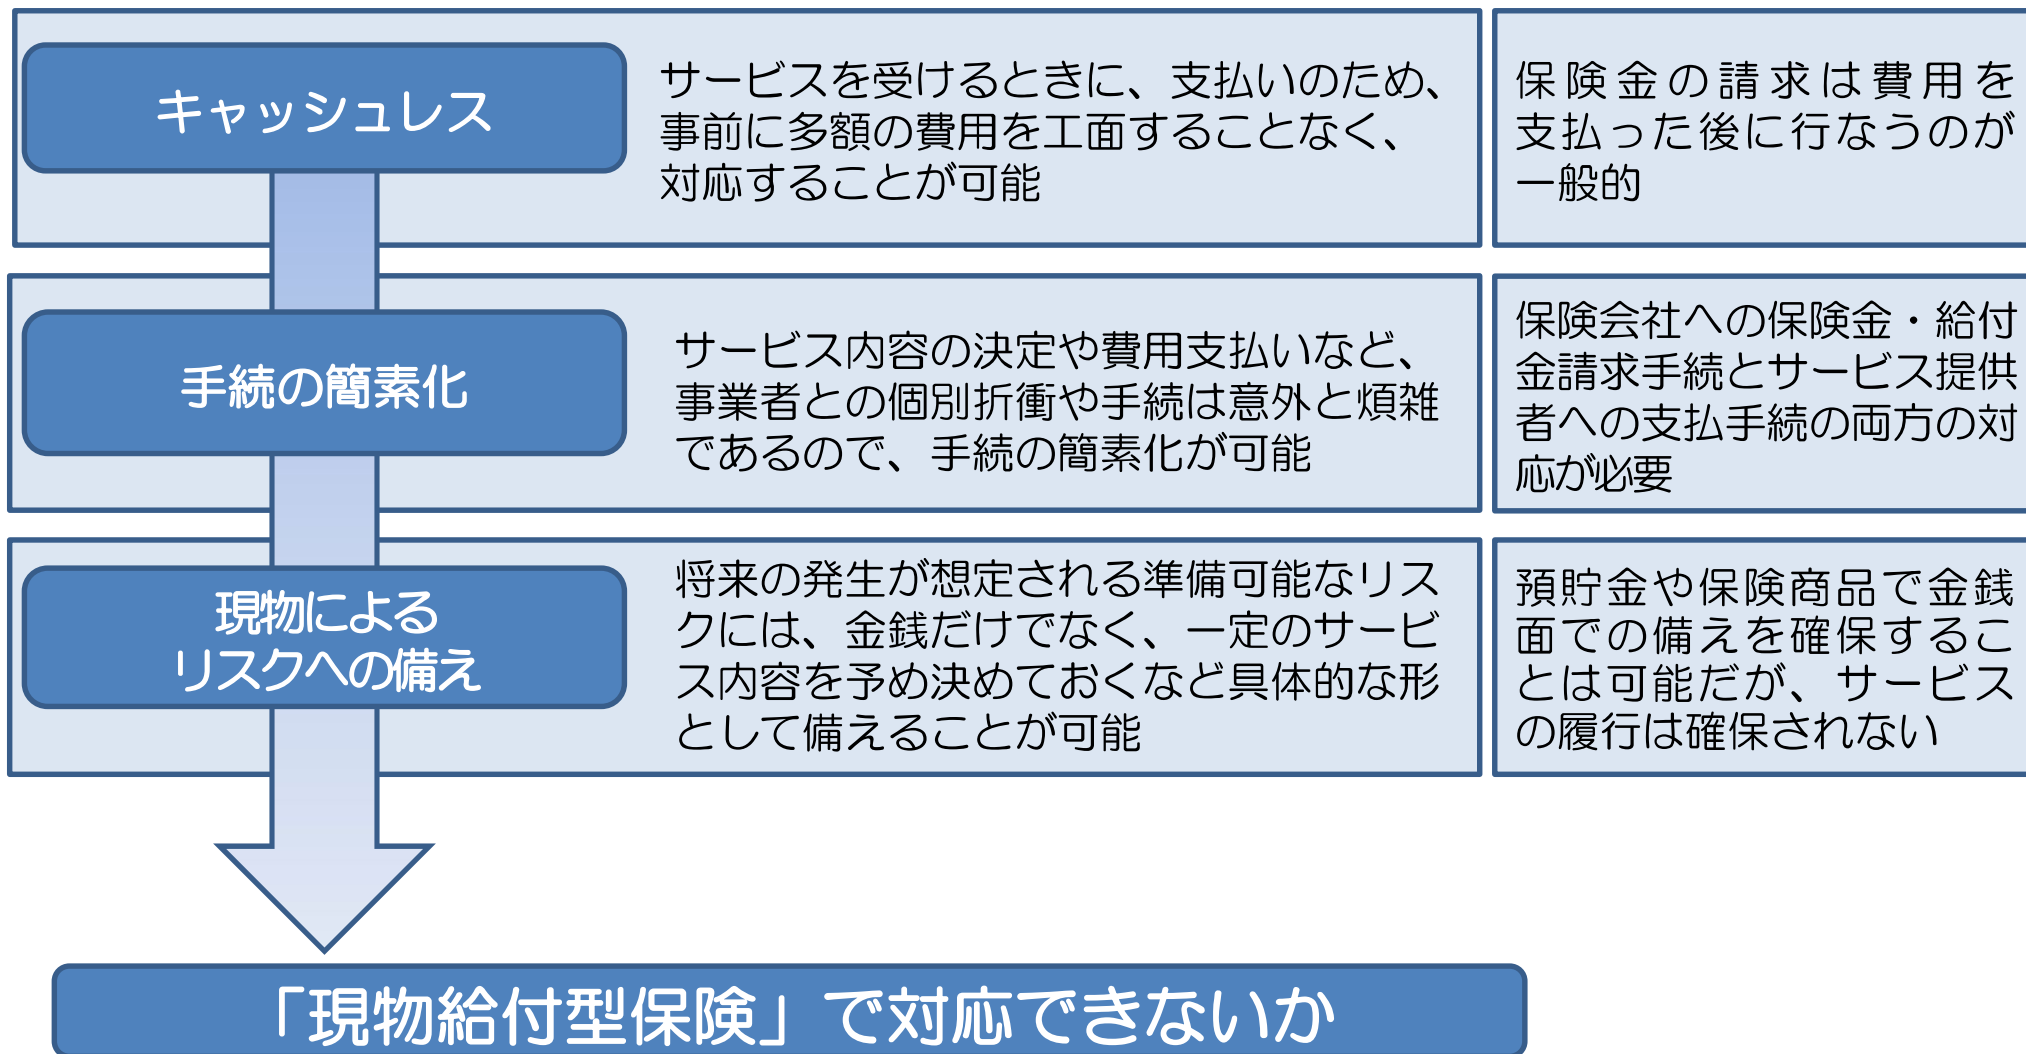 キャッシュレス
サービスを受けるときに、支払いのため、
事前に多額の費用を工面することなく、
対応することが可能
保険金の請求は費用を
支払った後に行なうのが
一般的
手続の簡素化
サービス内容の決定や費用支払いなど、
事業者との個別折衝や手続は意外と煩雑
であるので、手続の簡素化が可能
保険会社への保険金・給付
金請求手続とサービス提供
者への支払手続の両方の対
応が必要
現物による
リスクへの備え
将来の発生が想定される準備可能なリス
クには、金銭だけでなく、一定のサービ
ス内容を予め決めておくなど具体的な形
として備えることが可能
預貯金や保険商品で金銭
面での備えを確保するこ
とは可能だが、サービス
の履行は確保されない
「現物給付型保険」で対応できないか